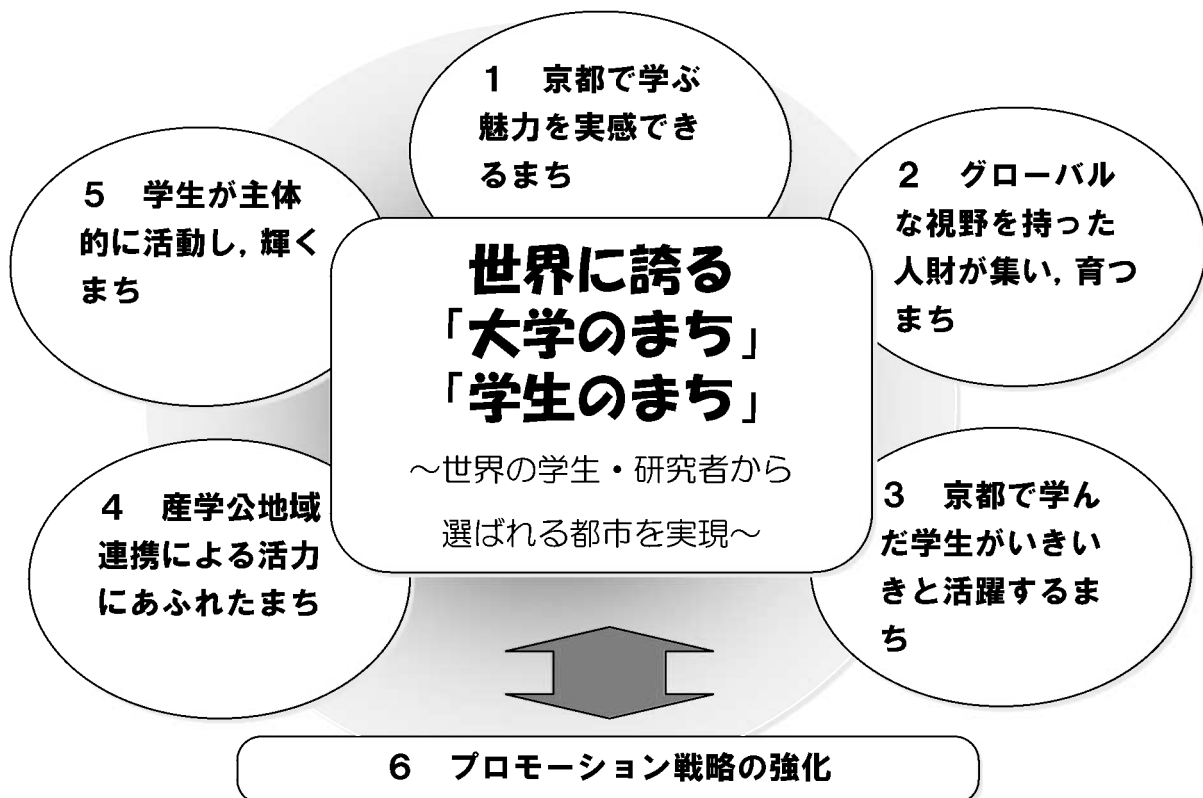 1 京都で学ぶ
魅力を実感でき
るまち
2 グローバル
な視野を持った
人財が集い,育つ
まち
3 京都で学ん
だ学生がいきい
きと活躍するま
ち
4 産学公地域
連携による活力
にあふれたまち
5 学生が主体
的に活動し,輝く
まち
世界に誇る
「大学のまち」
「学生のまち」
~世界の学生・研究者から
選ばれる都市を実現~
6 プロモーション戦略の強化